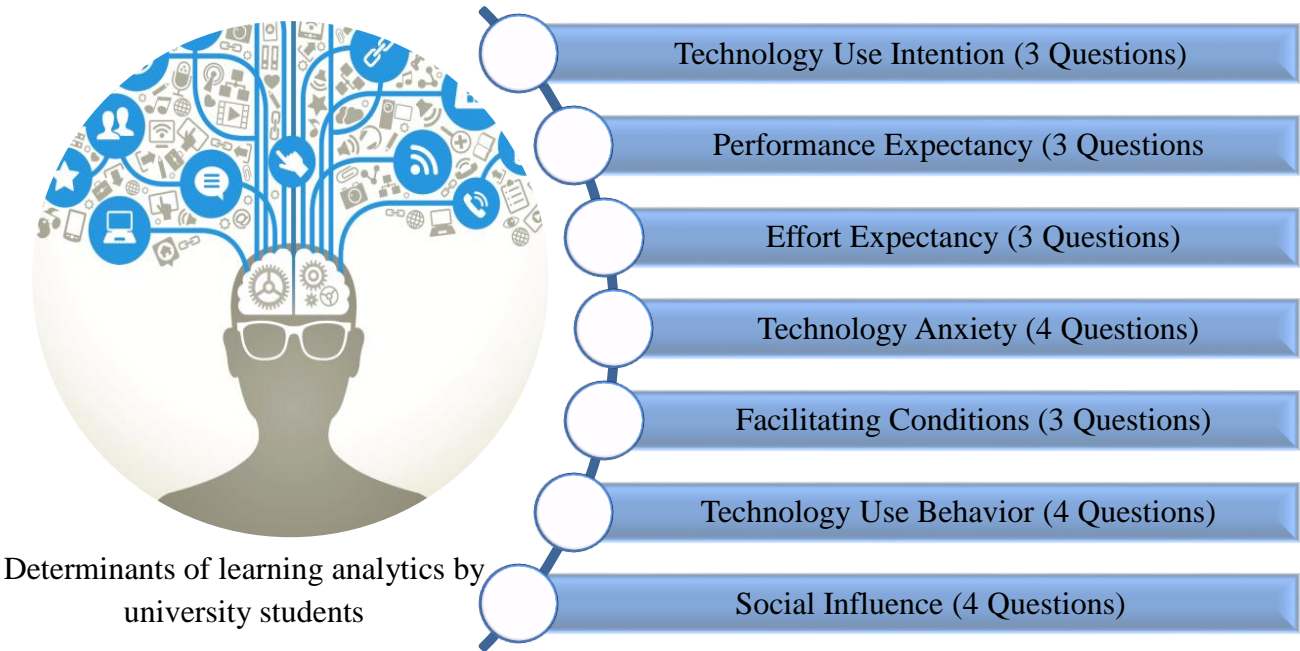 Technology Use Intention (3 Questions)
Performance Expectancy (3 Questions
Effort Expectancy (3 Questions)
Technology Anxiety (4 Questions)
Facilitating Conditions (3 Questions)
Technology Use Behavior (4 Questions)
Social Influence (4 Questions)
Determinants of learning analytics by
university students